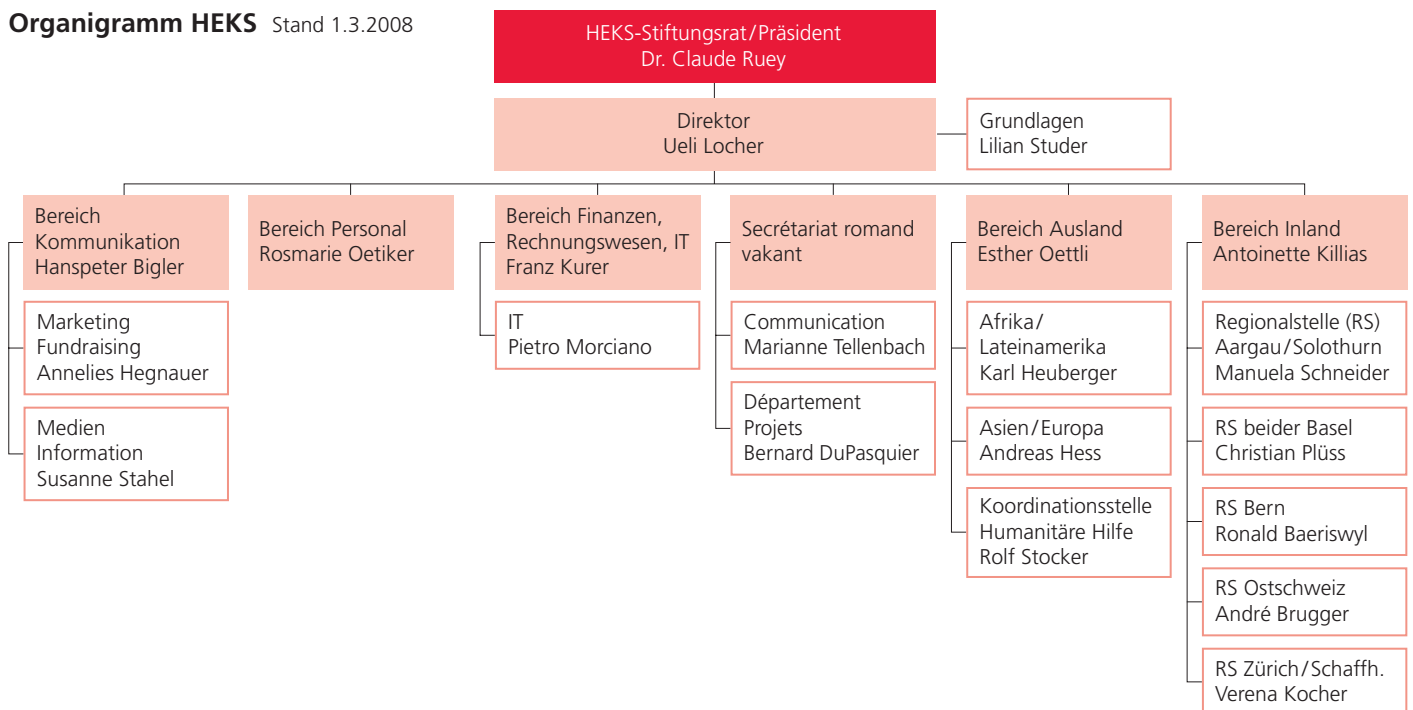 Organigramm HEKS Stand 1.3.2008
HEKS-Stiftungsrat/Präsident
Dr. Claude Ruey
Direktor
Ueli Locher
Grundlagen
Lilian Studer
Bereich
Kommunikation
Hanspeter Bigler
Marketing
Fundraising
Annelies Hegnauer
Medien
Information
Susanne Stahel
Bereich Personal
Rosmarie Oetiker
Bereich Finanzen,
Rechnungswesen, IT
Franz Kurer
IT
Pietro Morciano
Secrétariat romand
vakant
Communication
Marianne Tellenbach
Département
Projets
Bernard DuPasquier
Bereich Ausland
Esther Oettli
Afrika/
Lateinamerika
Karl Heuberger
Asien/Europa
Andreas Hess
Koordinationsstelle
Humanitäre Hilfe
Rolf Stocker
Bereich Inland
Antoinette Killias
Regionalstelle (RS)
Aargau/Solothurn
Manuela Schneider
RS beider Basel
Christian Plüss
RS Bern
Ronald Baeriswyl
RS Ostschweiz
André Brugger
RS Zürich/Schaffh.
Verena Kocher